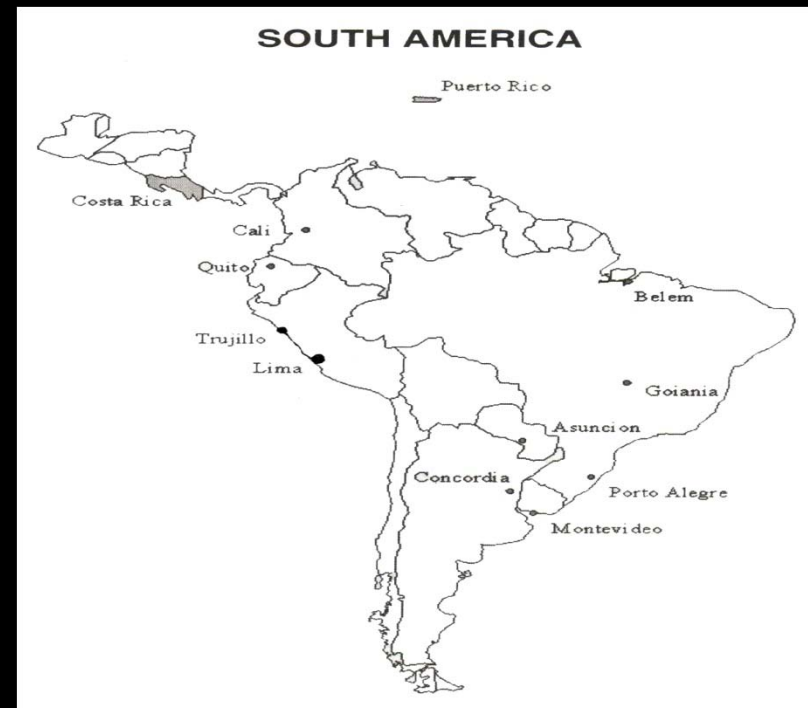 SOUTH AMERICA
Puerto Rico
Costa Rica
Cali
Quito
Belem
Trujillo
Lima
Goiania
Asuncion
Concordia
Porto Alegre
Montevideo